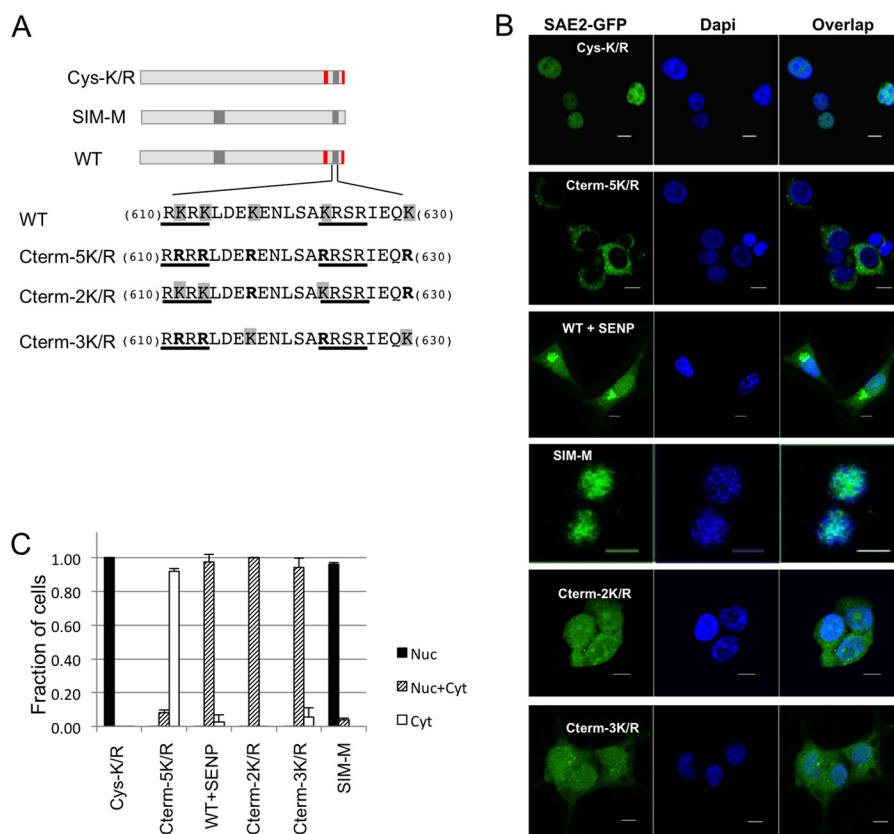 A
Cys-K/R
SIM-M
WT
WT (610)RKRKLDEKENLSAKRSRIEQK(630)
Cterm-5K/R (610)RRRRLDERENLSARRSRIEQR(630)
Cterm-2K/R (610)RKRKLDERENLSAKRSRIEQR(630)
Cterm-3K/R (610)RRRRLDEKENLSARRSRIEQK(630)
B
SAE2-GFP Dapi Overlap
Cys-K/R
Cterm-5K/R
WT + SENP
SIM-M
Cterm-2K/R
Cterm-3K/R
C
Fraction of cells
1.00
0.80
0.60
0.40
0.20
0.00
Cys-K/R
Cterm-5K/R
WT+SENP
Cterm-2K/R
Cterm-3K/R
SIM-M
Nuc
Nuc+Cyt
Cyt